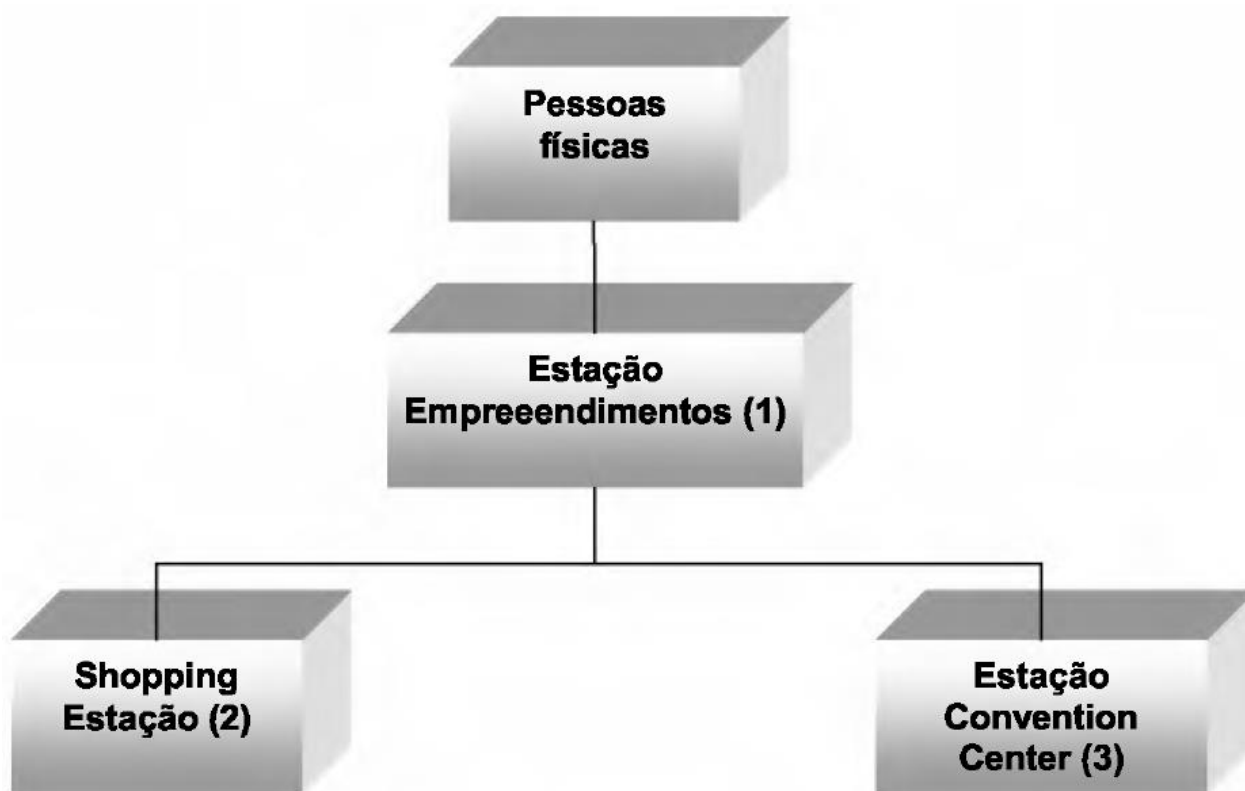 Pessoas
físicas
Estação
Empreeendimentos (1)
Shopping
Estação (2)
Estação
Convention
Center (3)